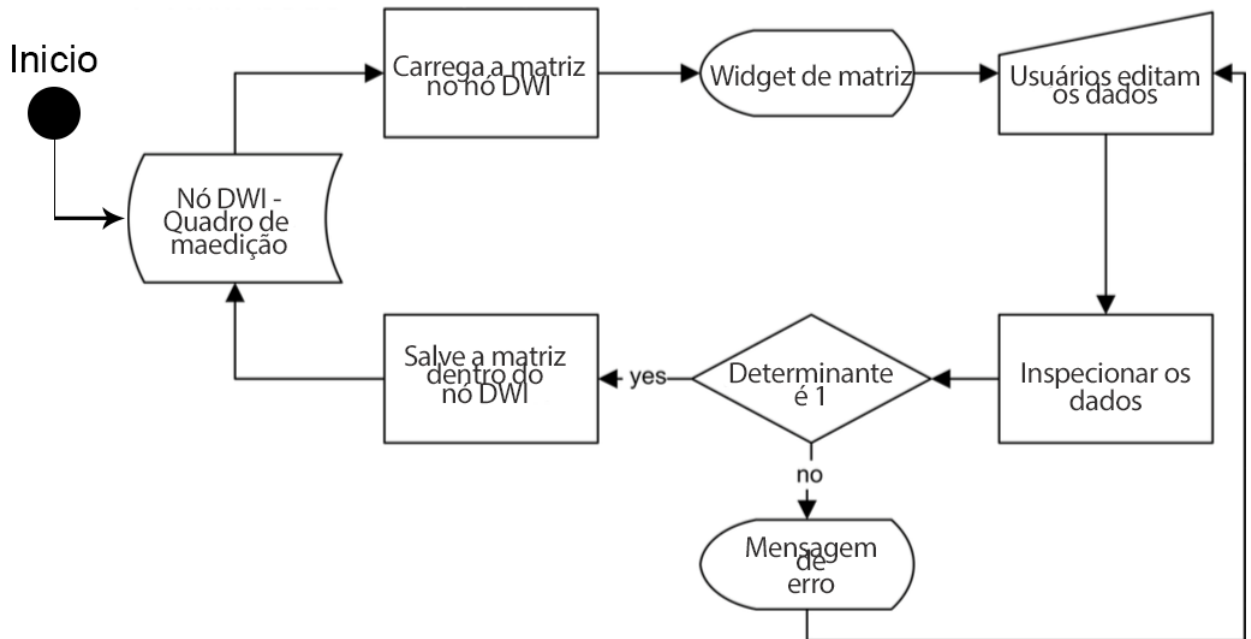 Inicio
Carrega a matriz
no nó DWI
Widget de matriz
Usuários editam
os dados
Nó DWI -
Quadro de
maedição
Salve a matriz
dentro do
nó DWI
yes
Determinante
é 1
Inspecionar os
dados
no
Mensagem
de
erro